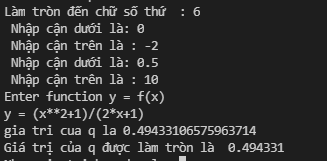 Làm tròn đến chữ số thứ : 6
Nhập cận dưới là: 0
Nhập cận trên là : -2
Nhập cận dưới là: 0.5
Nhập cận trên là : 10
Enter function y = f(x)
y = (x**2+1)/(2*x+1)
gia tri cua q la 0.49433106575963714
Giá trị của q được làm tròn là 0.494331